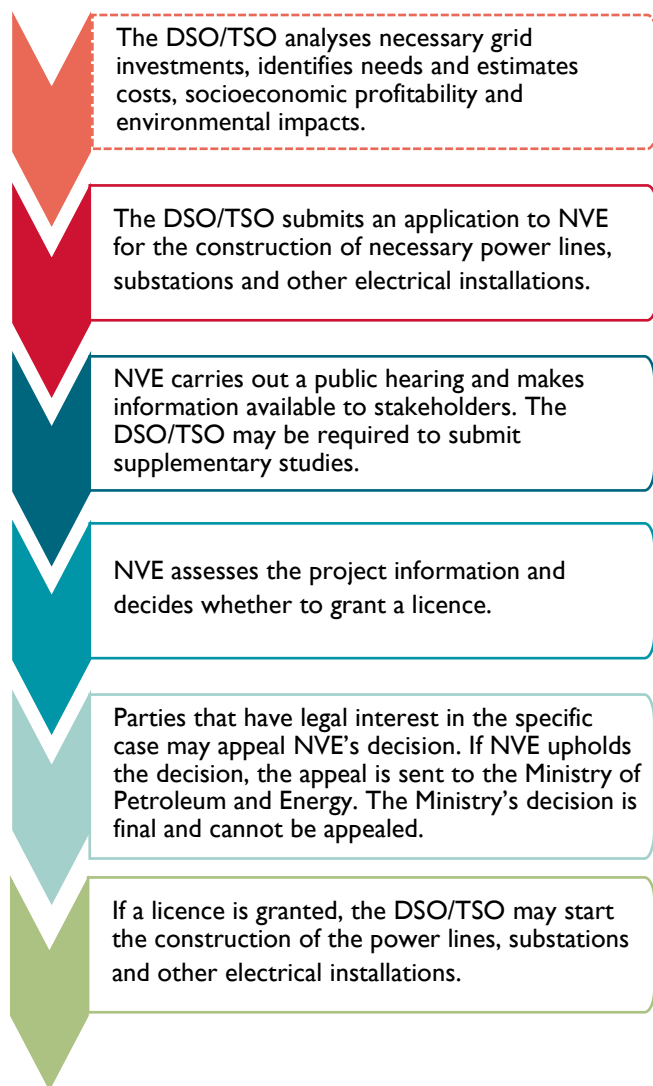 The DSO/TSO analyses necessary grid
investments, identifies needs and estimates
costs, socioeconomic profitability and
environmental impacts.
The DSO/TSO submits an application to NVE
for the construction of necessary power lines,
substations and other electrical installations.
NVE carries out a public hearing and makes
information available to stakeholders. The
DSO/TSO may be required to submit
supplementary studies.
NVE assesses the project information and
decides whether to grant a licence.
Parties that have legal interest in the specific
case may appeal NVE’s decision. If NVE upholds
the decision, the appeal is sent to the Ministry of
Petroleum and Energy. The Ministry’s decision is
final and cannot be appealed.
If a licence is granted, the DSO/TSO may start
the construction of the power lines, substations
and other electrical installations.